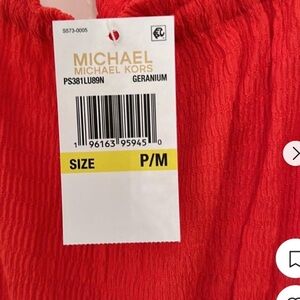 S573-0005
MICHAEL
MICHAEL KORS
PS381LU89N GERANIUM
1 96163 95945 0
SIZE P/M